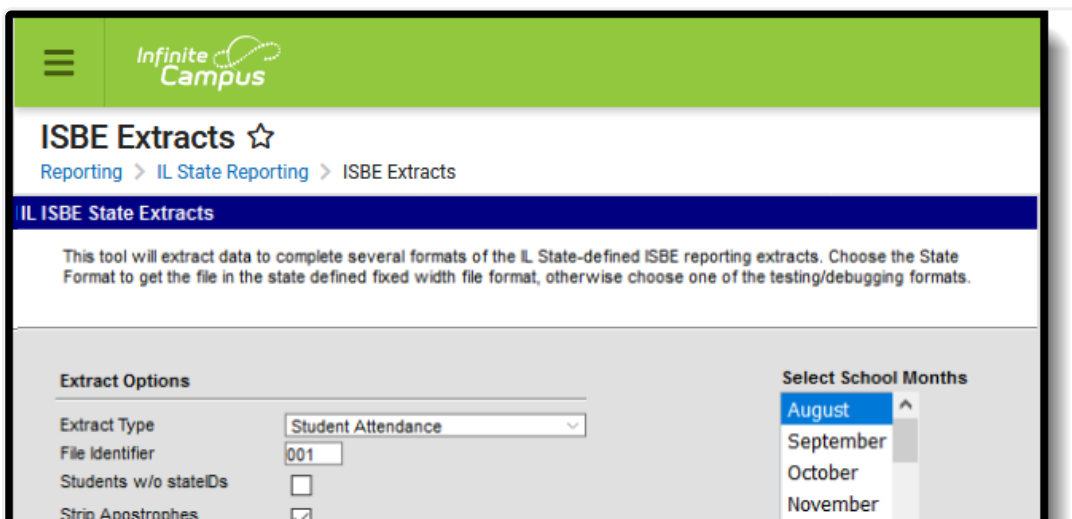 Infinite
Campus
ISBE Extracts
Reporting > IL State Reporting > ISBE Extracts
IL ISBE State Extracts
This tool will extract data to complete several formats of the IL State-defined ISBE reporting extracts. Choose the State
Format to get the file in the state defined fixed width file format, otherwise choose one of the testing/debugging formats.
Extract Options
Extract Type Student Attendance
File Identifier 001
Students w/o stateIDs
Strip Apostrophes
Select School Months
August
September
October
November